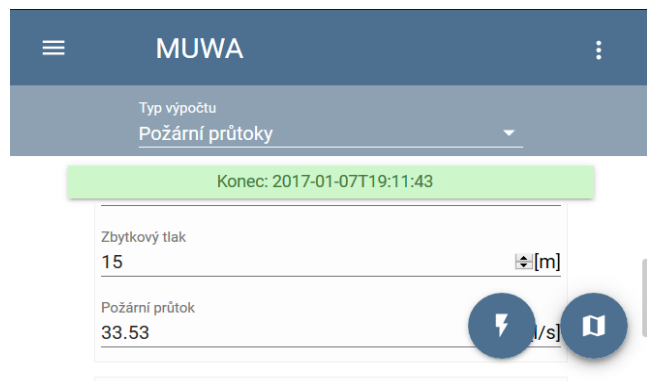 MUWA
Typ výpočtu
Požární průtoky
Konec: 2017-01-07T19:11:43
Zbytkový tlak
15 [m]
Požární průtok
33.53 l/s]